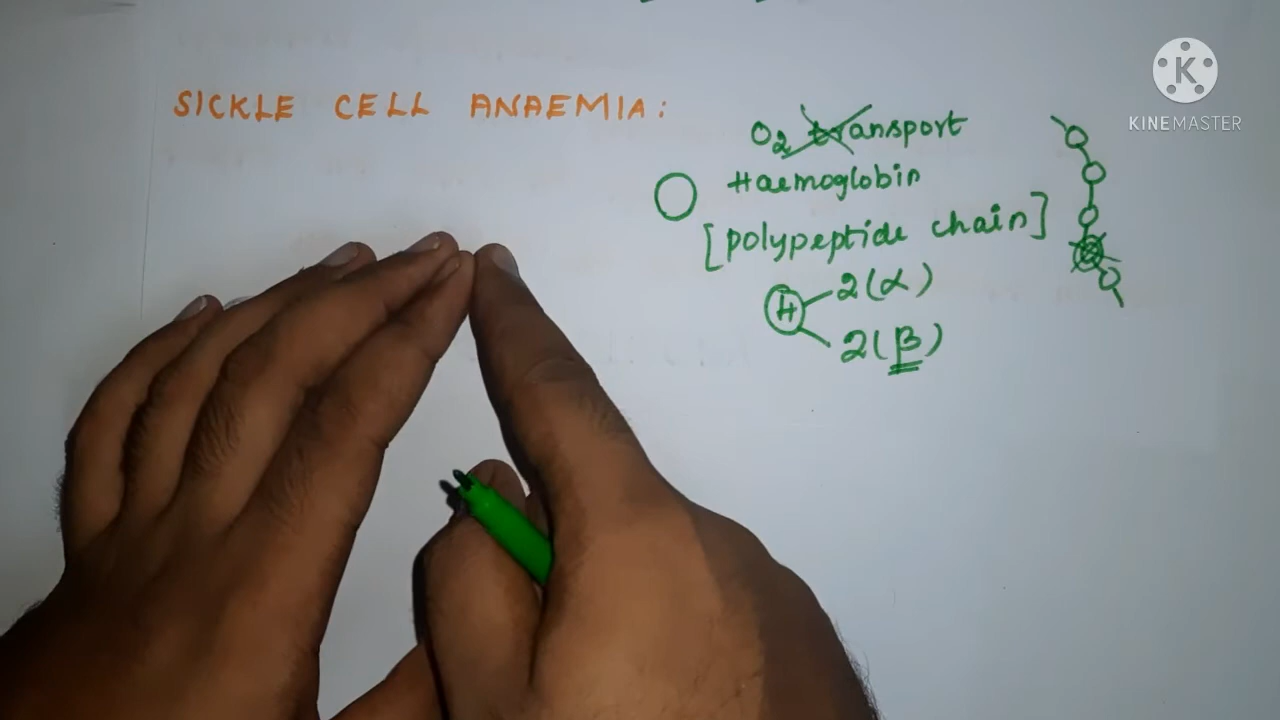 SICKLE CELL ANAEMIA:
O2 transport
Haemoglobin
[polypeptide chain]
H 2(α)
2(β)
K
KINEMASTER